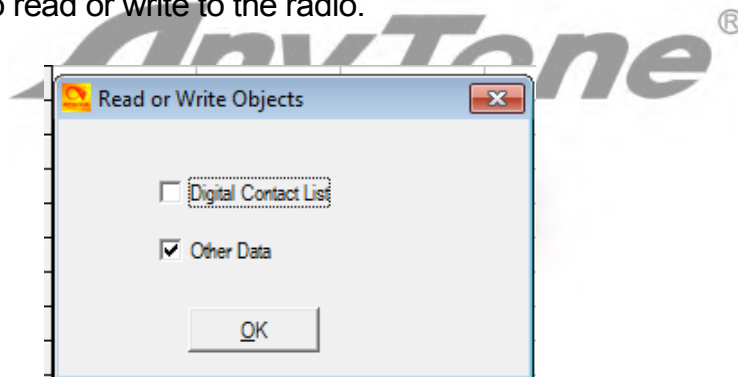 o read or write to the radio.
AnyTone®
Read or Write Objects
Digital Contact List
Other Data
OK